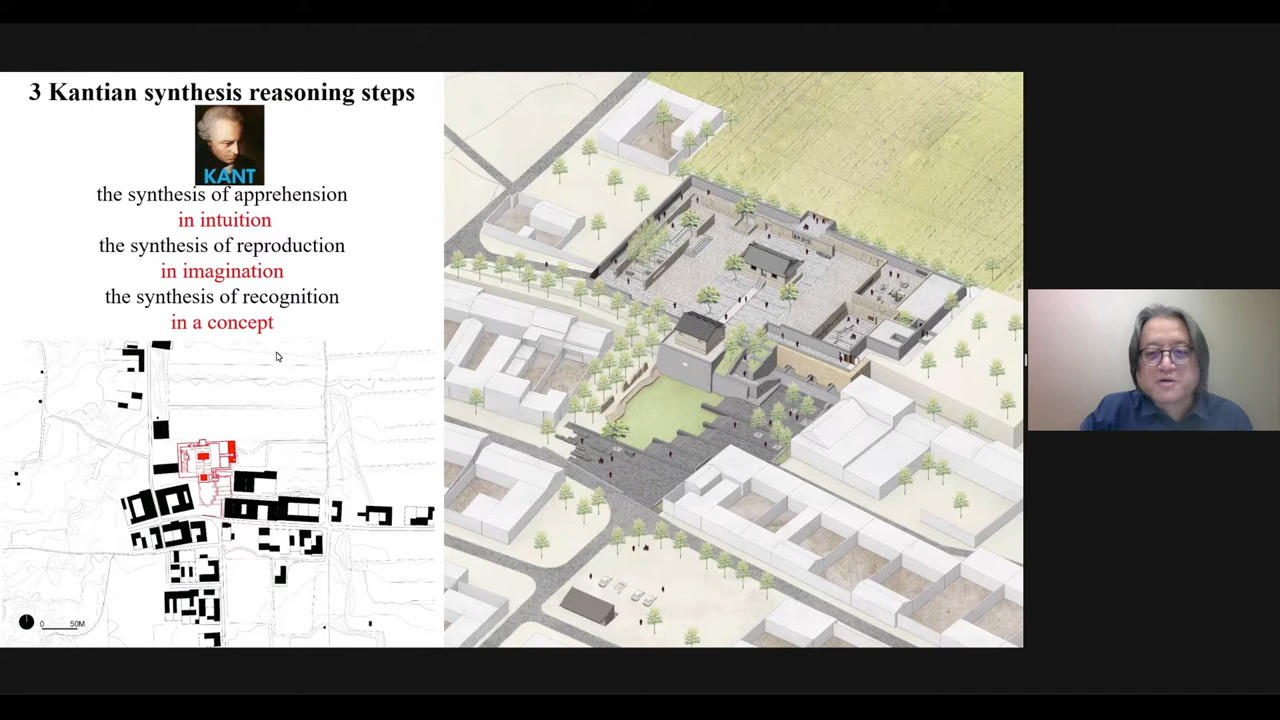 3 Kantian synthesis reasoning steps
KANT
the synthesis of apprehension
in intuition
the synthesis of reproduction
in imagination
the synthesis of recognition
in a concept
0 50M